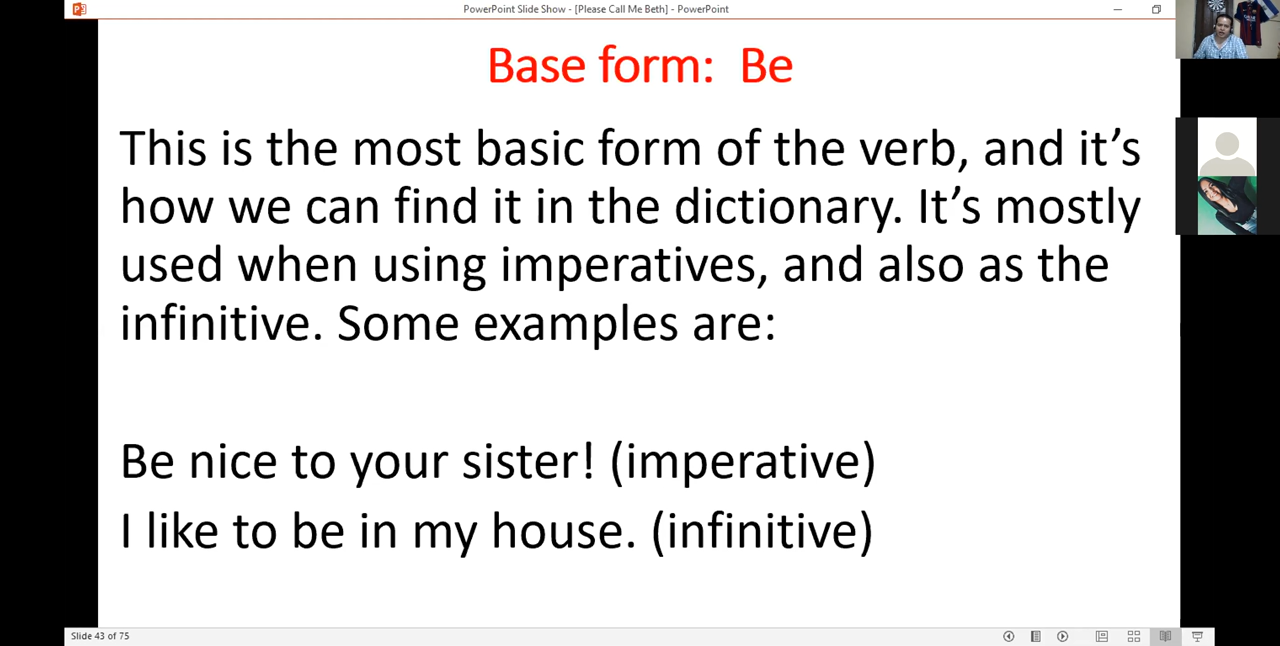 PowerPoint Slide Show - [Please Call Me Beth] - PowerPoint
Base form: Be
This is the most basic form of the verb, and it’s
how we can find it in the dictionary. It’s mostly
used when using imperatives, and also as the
infinitive. Some examples are:
Be nice to your sister! (imperative)
I like to be in my house. (infinitive)
Slide 43 of 75